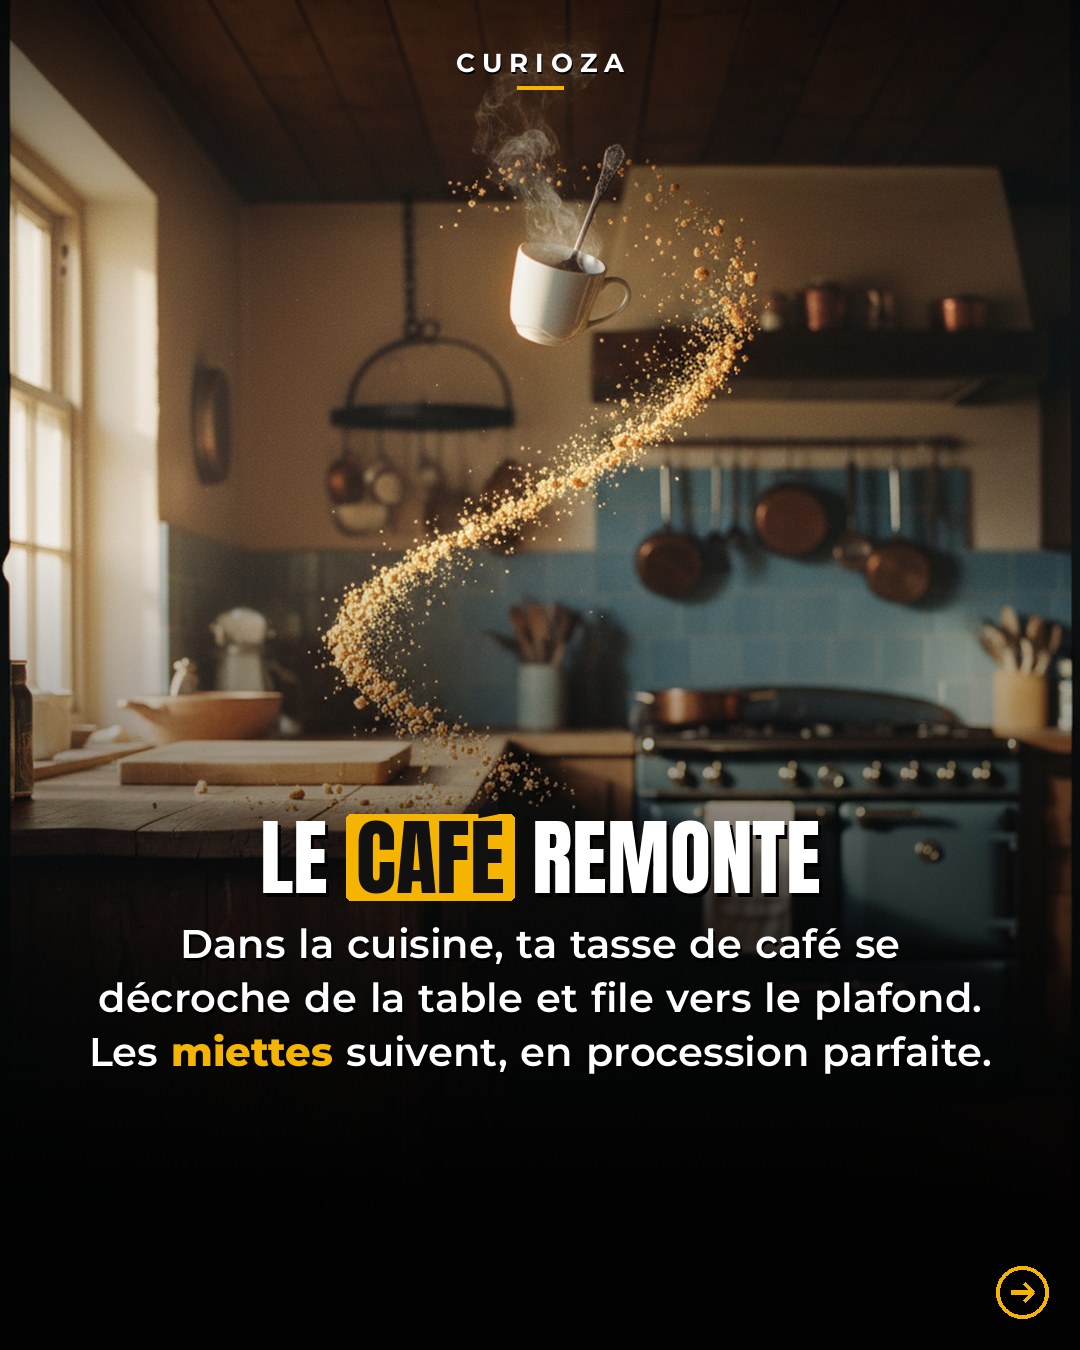 CURIOZA
LE CAFÉ REMONTE
Dans la cuisine, ta tasse de café se
décroche de la table et file vers le plafond.
Les miettes suivent, en procession parfaite.